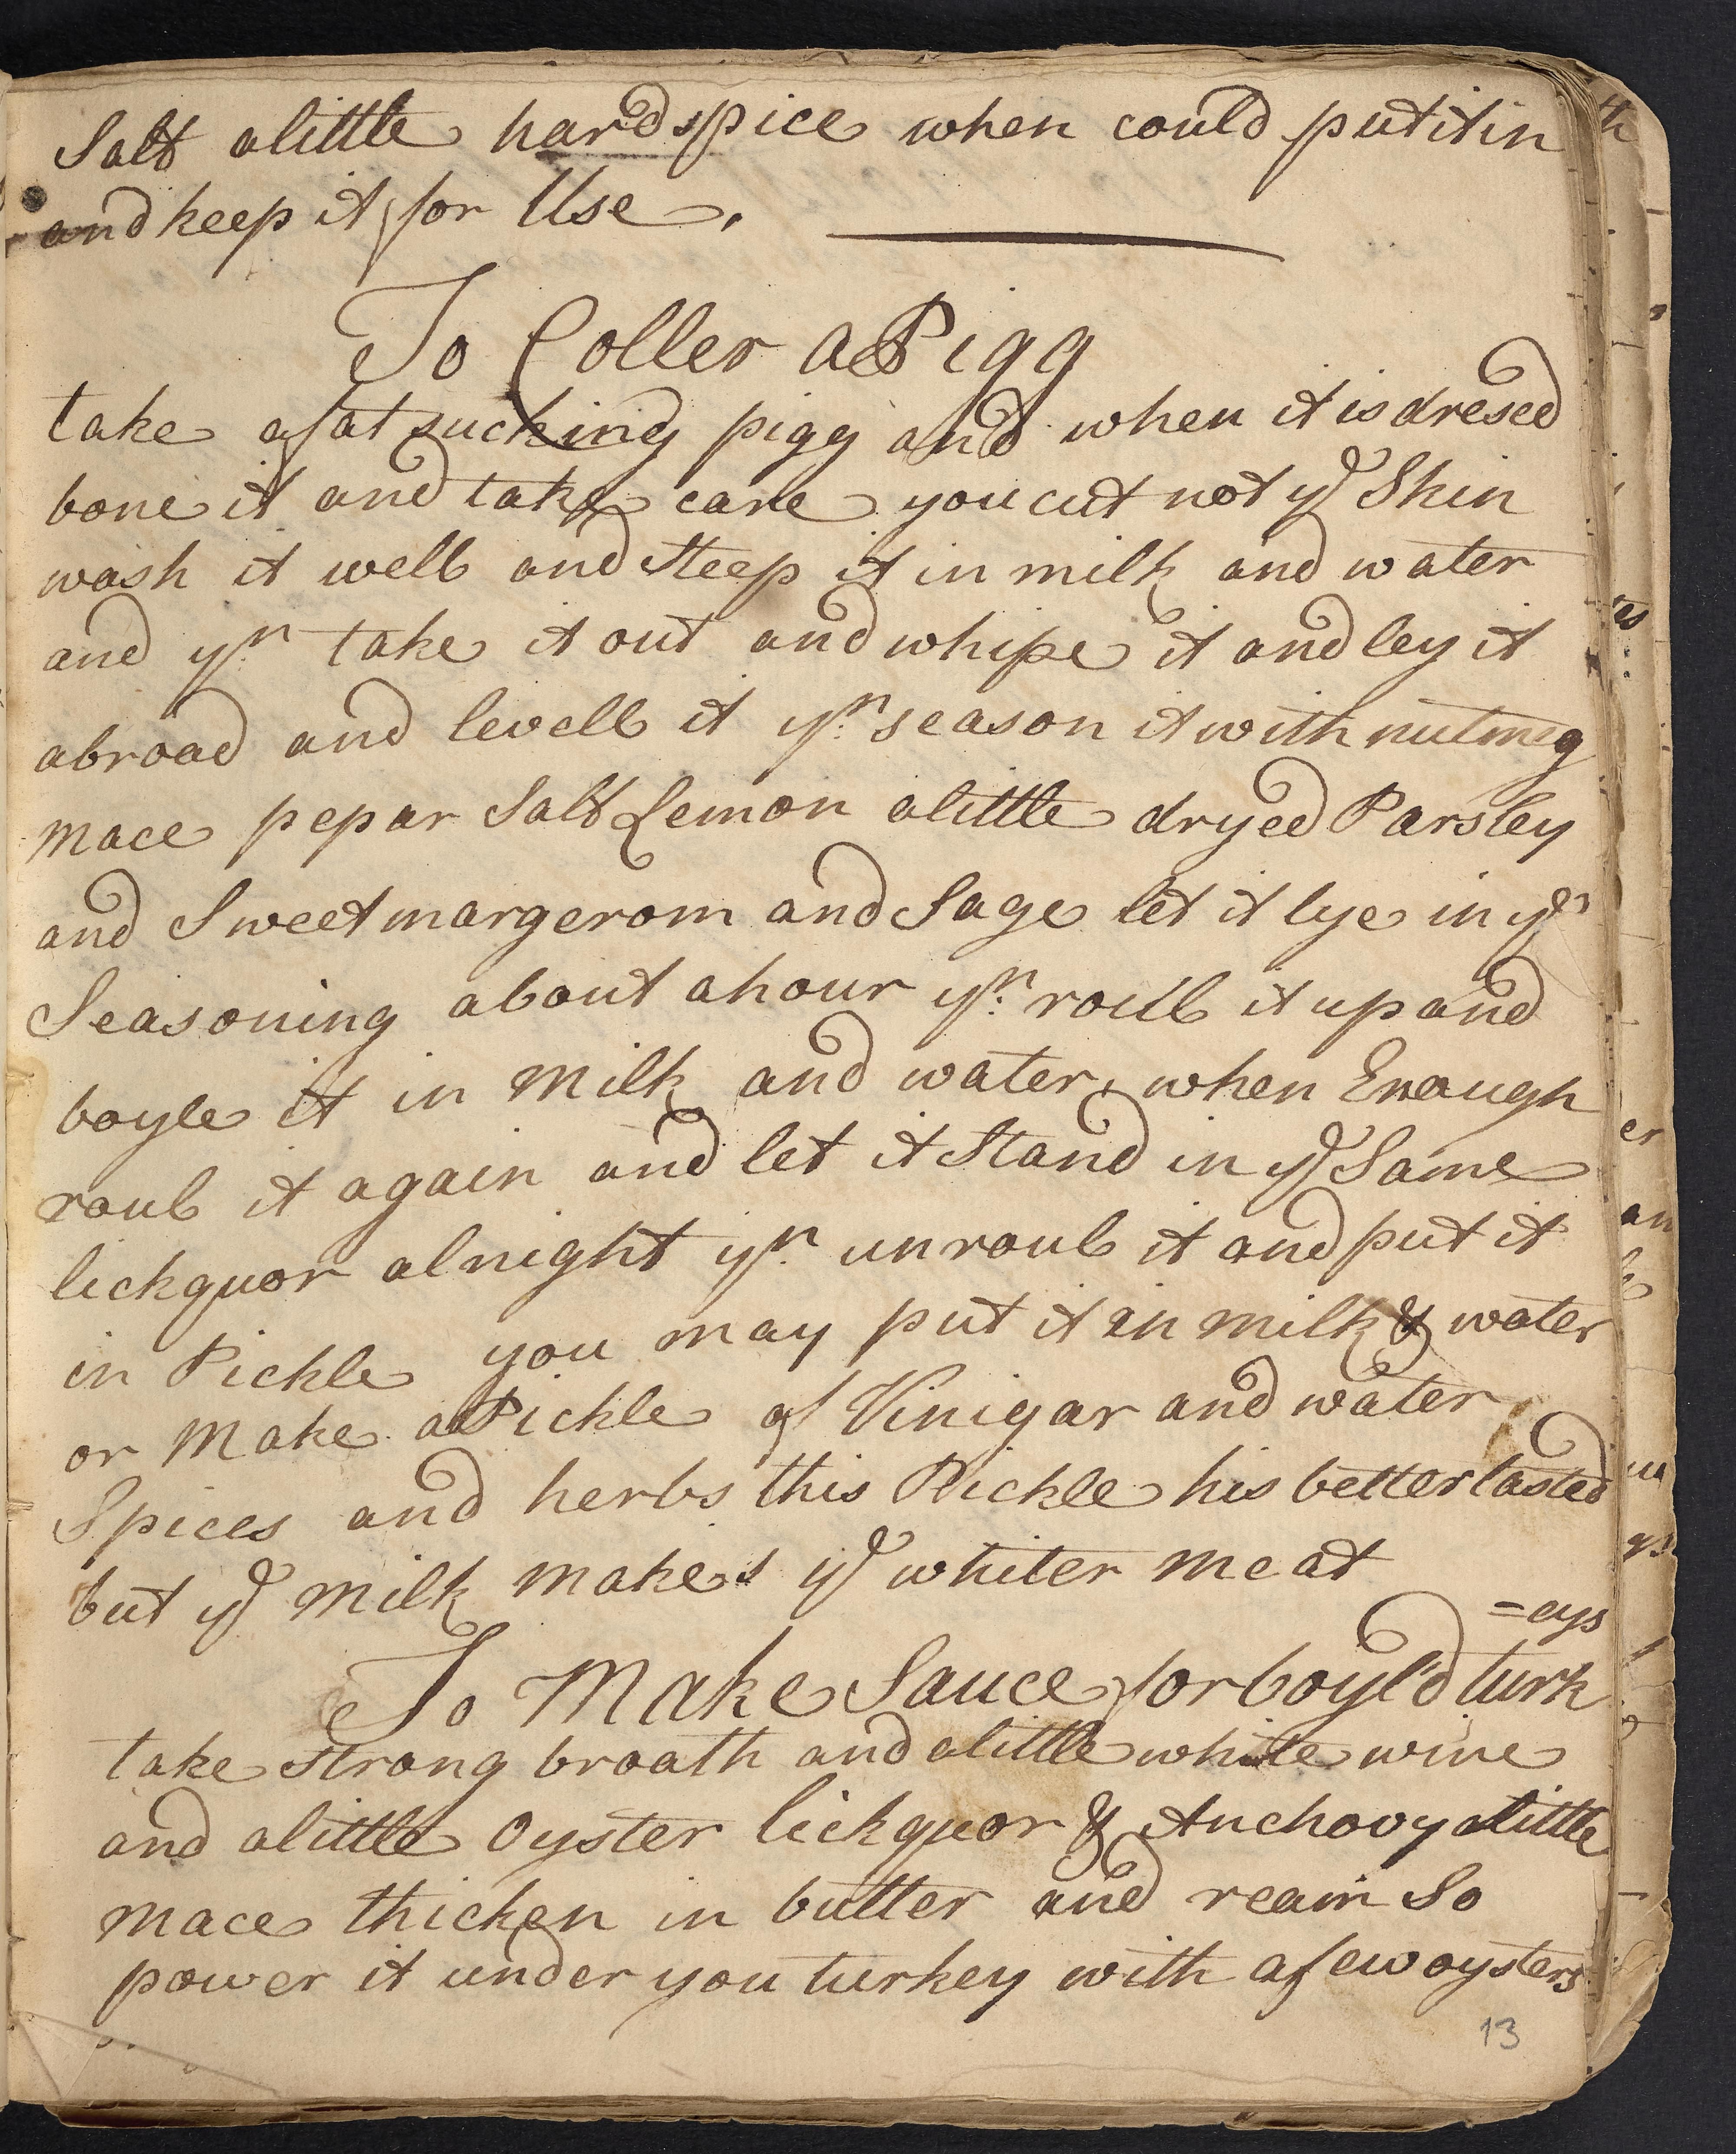 Salt alittle hard spice when could putitin
and keep it for Use.
To Coller a Pigg
take afat sucking pigg and when it is dresed
bone it and take care you cut not ye Skin
wash it well and Steep it in milk and water
and yn take it out and whipe it and ley it
abroad and levell it yn season it with nutmeg
mace pepar Salt Lemon alittle dryed Parsley
and Sweet margerom and Sage let it lye in ys
Seasoning about ahour yn roul it up and
boyle it in Milk and water, when Enough
roul it again and let it Stand in ye Same
lickquor alnight yn unroul it and put it
in Pickle you may put it in milk & water
or Make a Pickle of Vinigar and water
Spices and herbs this Pickle his better tasted
but ye Milk makes ye whiter meat
=eys
To Make Sauce for boyl'd turk
take strong broath and alittle white wine
and alittle Oyster lickquor & Anchovy alittle
mace thicken in butter and ream So
power it under you turkey with afew oysters
13